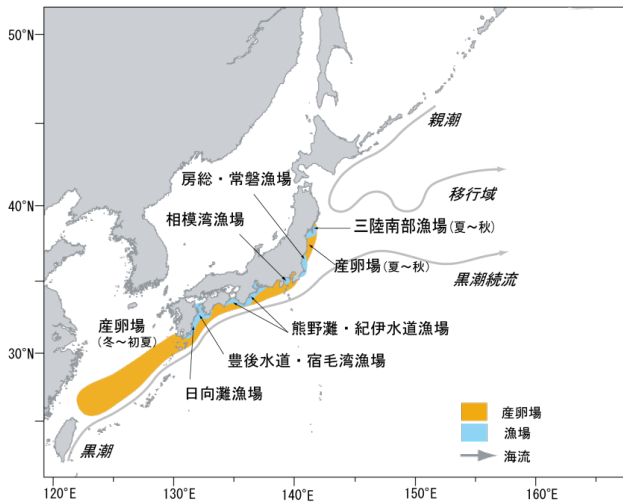 50°N
親潮
房総・常磐漁場
移行域
40°N
相模湾漁場
三陸南部漁場(夏～秋)
産卵場(夏～秋)
黒潮続流
産卵場
(冬～初夏)
熊野灘・紀伊水道漁場
30°N
豊後水道・宿毛湾漁場
日向灘漁場
黒潮
産卵場
漁場
海流
120°E
130°E
140°E
150°E
160°E